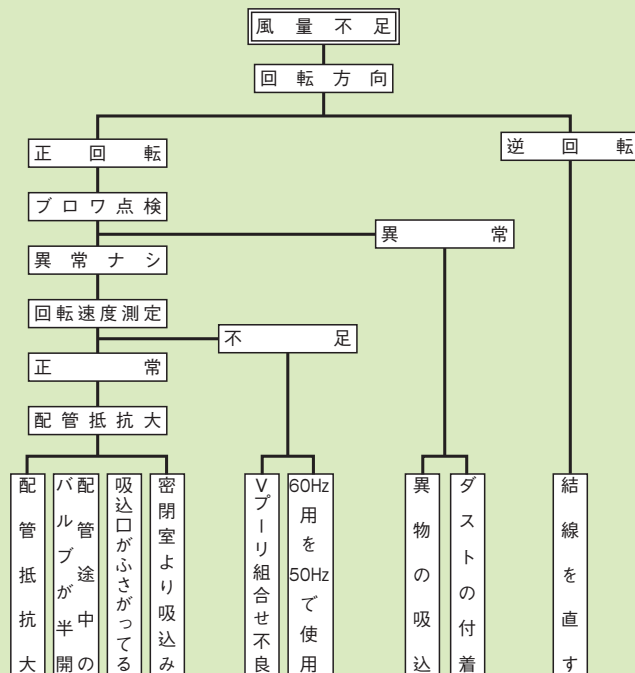 風量不足
回転方向
正回転
逆回転
ブロワ点検
異常
異常ナシ
回転速度測定
不足
正常
配管抵抗大
配管抵抗大
配管途中の
バルブが半開
吸込口がふさがってる
密閉室より吸込み
Vプーリ組合せ不良
60Hz用を50Hzで使用
異物の吸込
ダストの付着
結線を直す